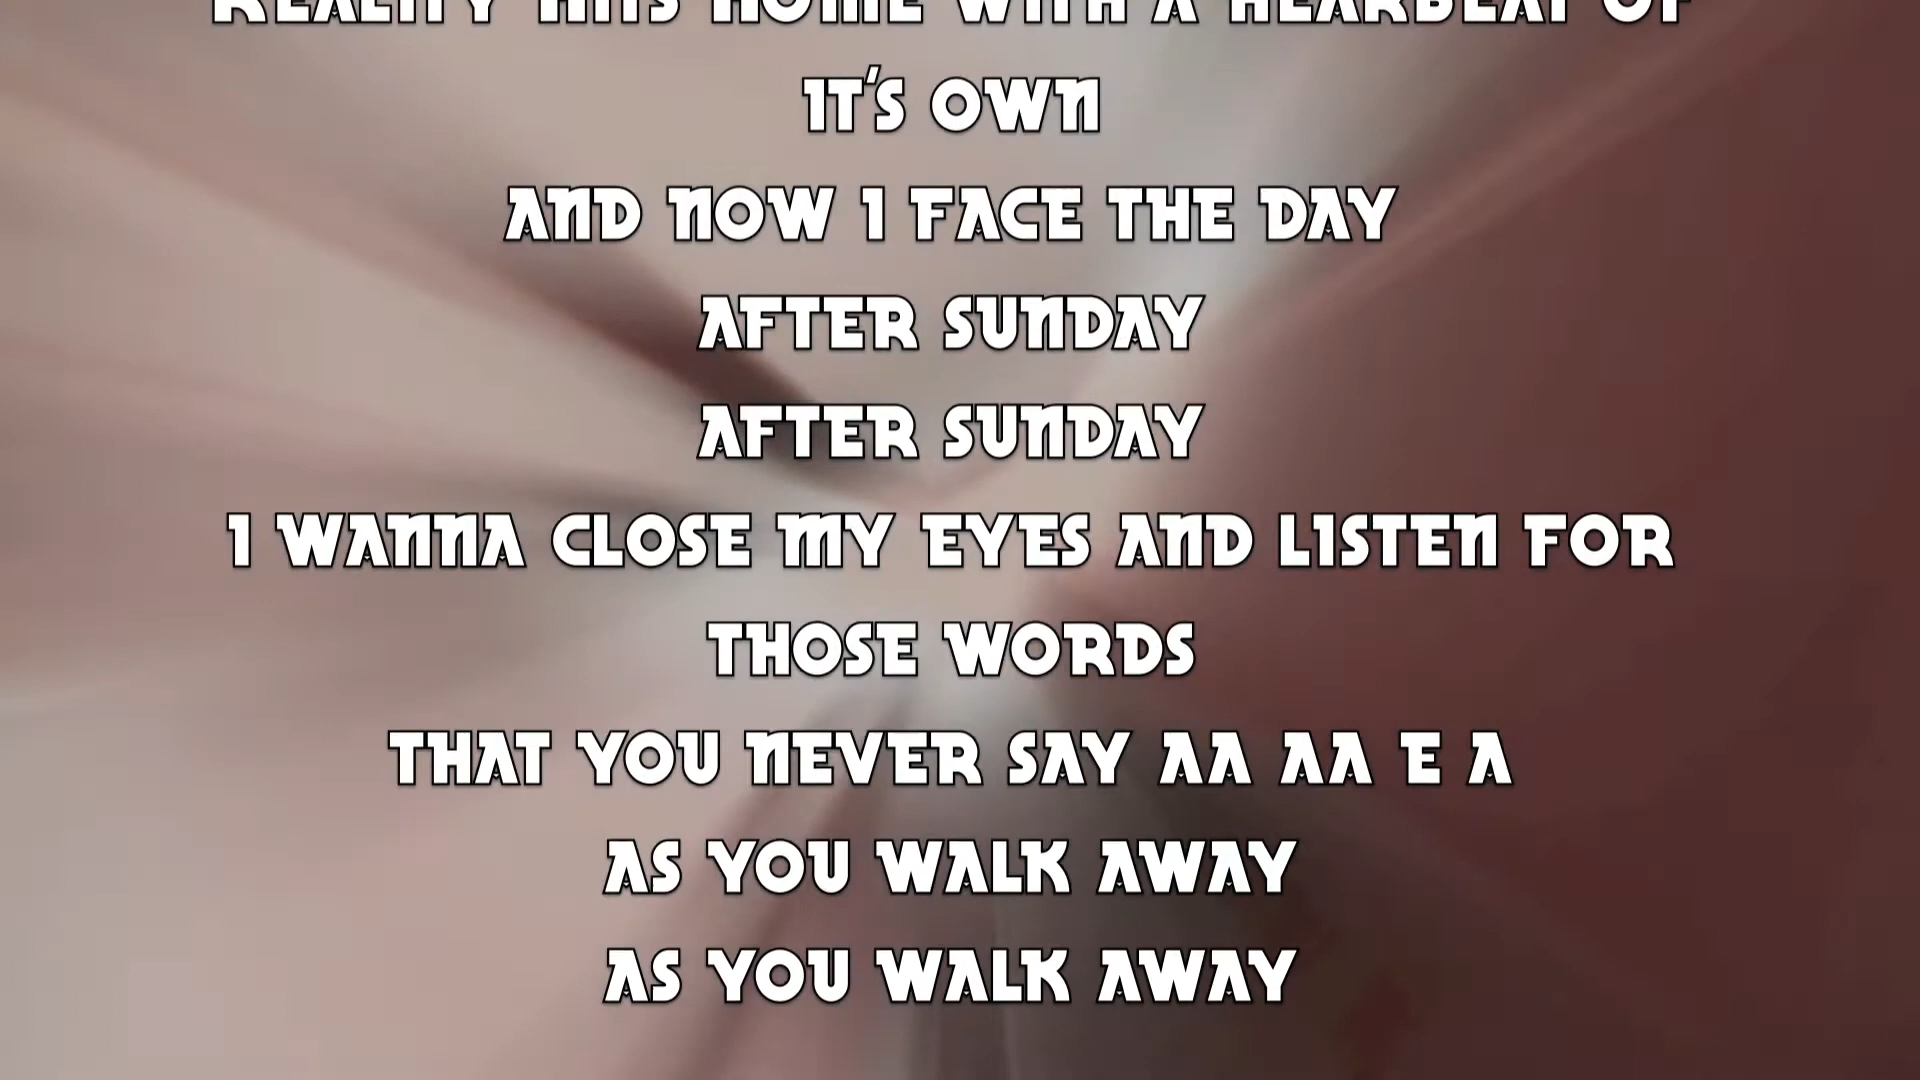 REALITY HITS HOME WITH A HEARBEAT OF
IT'S OWN
AND NOW I FACE THE DAY
AFTER SUNDAY
AFTER SUNDAY
I WANNA CLOSE MY EYES AND LISTEN FOR
THOSE WORDS
THAT YOU NEVER SAY AA AA E A
AS YOU WALK AWAY
AS YOU WALK AWAY